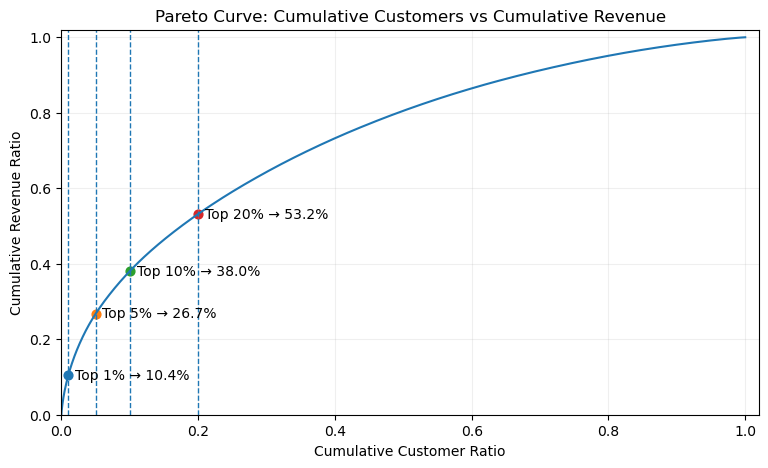 Pareto Curve: Cumulative Customers vs Cumulative Revenue
Cumulative Revenue Ratio
1.0
0.8
0.6
0.4
0.2
0.0
Top 20% → 53.2%
Top 10% → 38.0%
Top 5% → 26.7%
Top 1% → 10.4%
0.0 0.2 0.4 0.6 0.8 1.0
Cumulative Customer Ratio